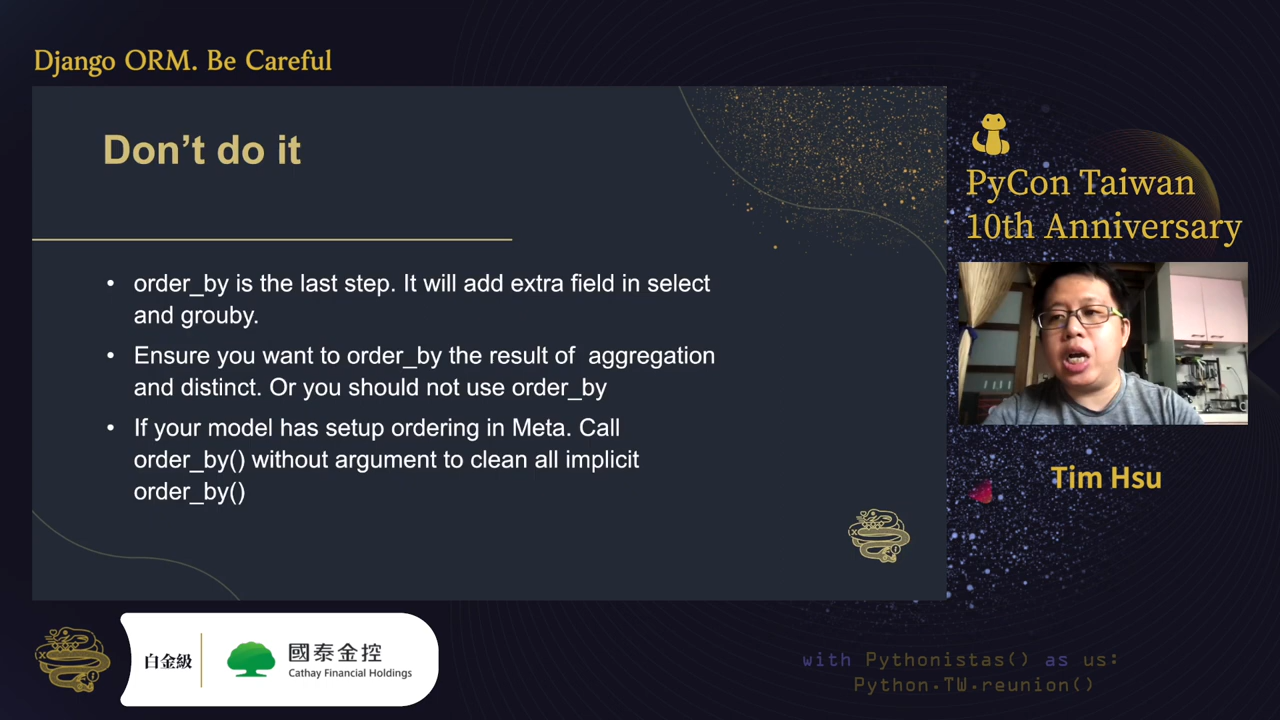 Django ORM. Be Careful
Don’t do it
• order_by is the last step. It will add extra field in select
and grouby.
• Ensure you want to order_by the result of aggregation
and distinct. Or you should not use order_by
• If your model has setup ordering in Meta. Call
order_by() without argument to clean all implicit
order_by()
PyCon Taiwan
10th Anniversary
Tim Hsu
白金級
國泰金控
Cathay Financial Holdings
with Pythonistas() as us:
Python.TW.reunion()